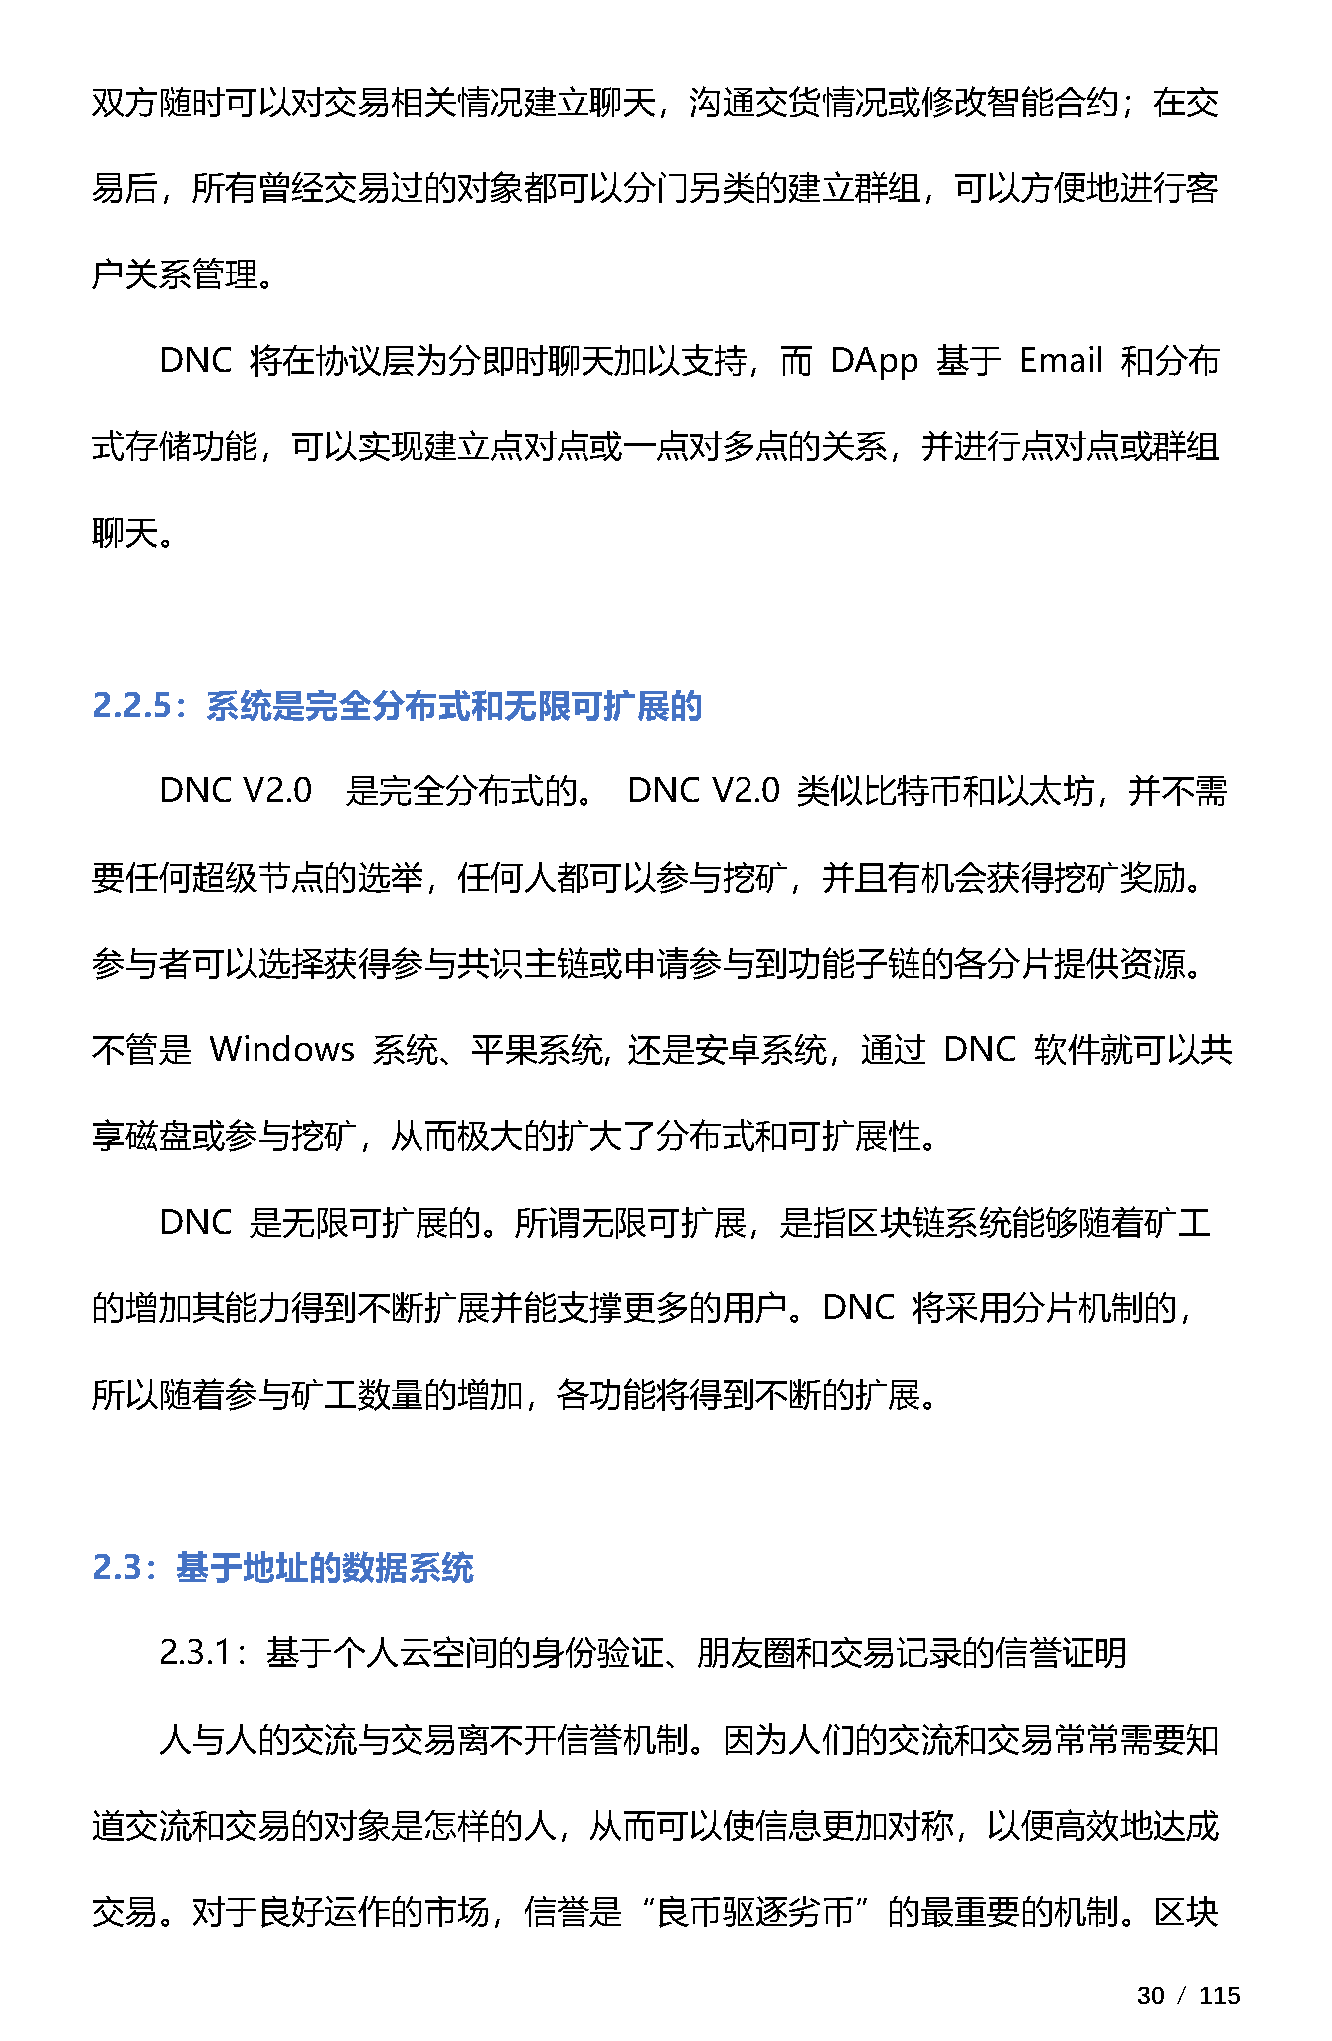 双方随时可以对交易相关情况建立聊天，沟通交货情况或修改智能合约；在交
易后，所有曾经交易过的对象都可以分门另类的建立群组，可以方便地进行客
户关系管理。
DNC 将在协议层为分即时聊天加以支持，而 DApp 基于 Email 和分布
式存储功能，可以实现建立点对点或一点对多点的关系，并进行点对点或群组
聊天。
2.2.5：系统是完全分布式和无限可扩展的
DNC V2.0 是完全分布式的。 DNC V2.0 类似比特币和以太坊，并不需
要任何超级节点的选举，任何人都可以参与挖矿，并且有机会获得挖矿奖励。
参与者可以选择获得参与共识主链或申请参与到功能子链的各分片提供资源。
不管是 Windows 系统、平果系统, 还是安卓系统，通过 DNC 软件就可以共
享磁盘或参与挖矿，从而极大的扩大了分布式和可扩展性。
DNC 是无限可扩展的。所谓无限可扩展，是指区块链系统能够随着矿工
的增加其能力得到不断扩展并能支撑更多的用户。DNC 将采用分片机制的，
所以随着参与矿工数量的增加，各功能将得到不断的扩展。
2.3：基于地址的数据系统
2.3.1：基于个人云空间的身份验证、朋友圈和交易记录的信誉证明
人与人的交流与交易离不开信誉机制。因为人们的交流和交易常常需要知
道交流和交易的对象是怎样的人，从而可以使信息更加对称，以便高效地达成
交易。对于良好运作的市场，信誉是“良币驱逐劣币”的最重要的机制。区块
30 / 115